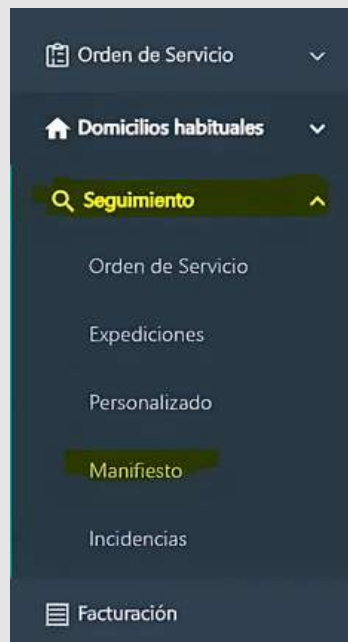 Orden de Servicio
Domicilios habituales
Seguimiento
Orden de Servicio
Expediciones
Personalizado
Manifiesto
Incidencias
Facturación